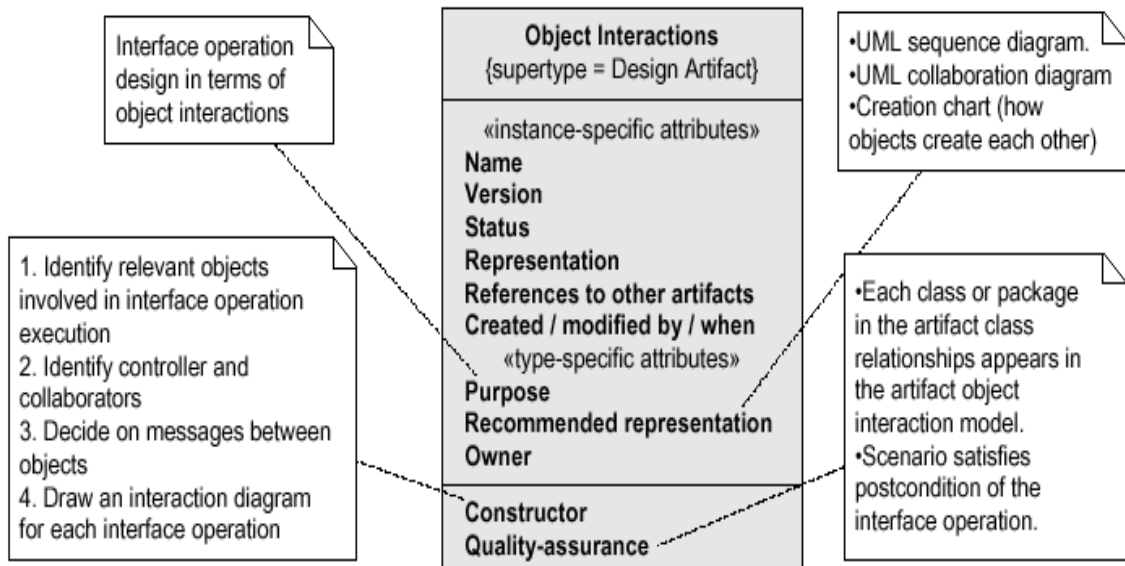 Interface operation
design in terms of
object interactions
1. Identify relevant objects
involved in interface operation
execution
2. Identify controller and
collaborators
3. Decide on messages between
objects
4. Draw an interaction diagram
for each interface operation
Object Interactions
{supertype = Design Artifact}
«instance-specific attributes»
Name
Version
Status
Representation
References to other artifacts
Created / modified by / when
«type-specific attributes»
Purpose
Recommended representation
Owner
Constructor
Quality-assurance
•UML sequence diagram.
•UML collaboration diagram
•Creation chart (how
objects create each other)
•Each class or package
in the artifact class
relationships appears in
the artifact object
interaction model.
•Scenario satisfies
postcondition of the
interface operation.